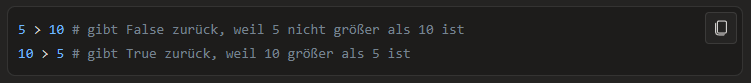 5 > 10 # gibt False zurück, weil 5 nicht größer als 10 ist
10 > 5 # gibt True zurück, weil 10 größer als 5 ist